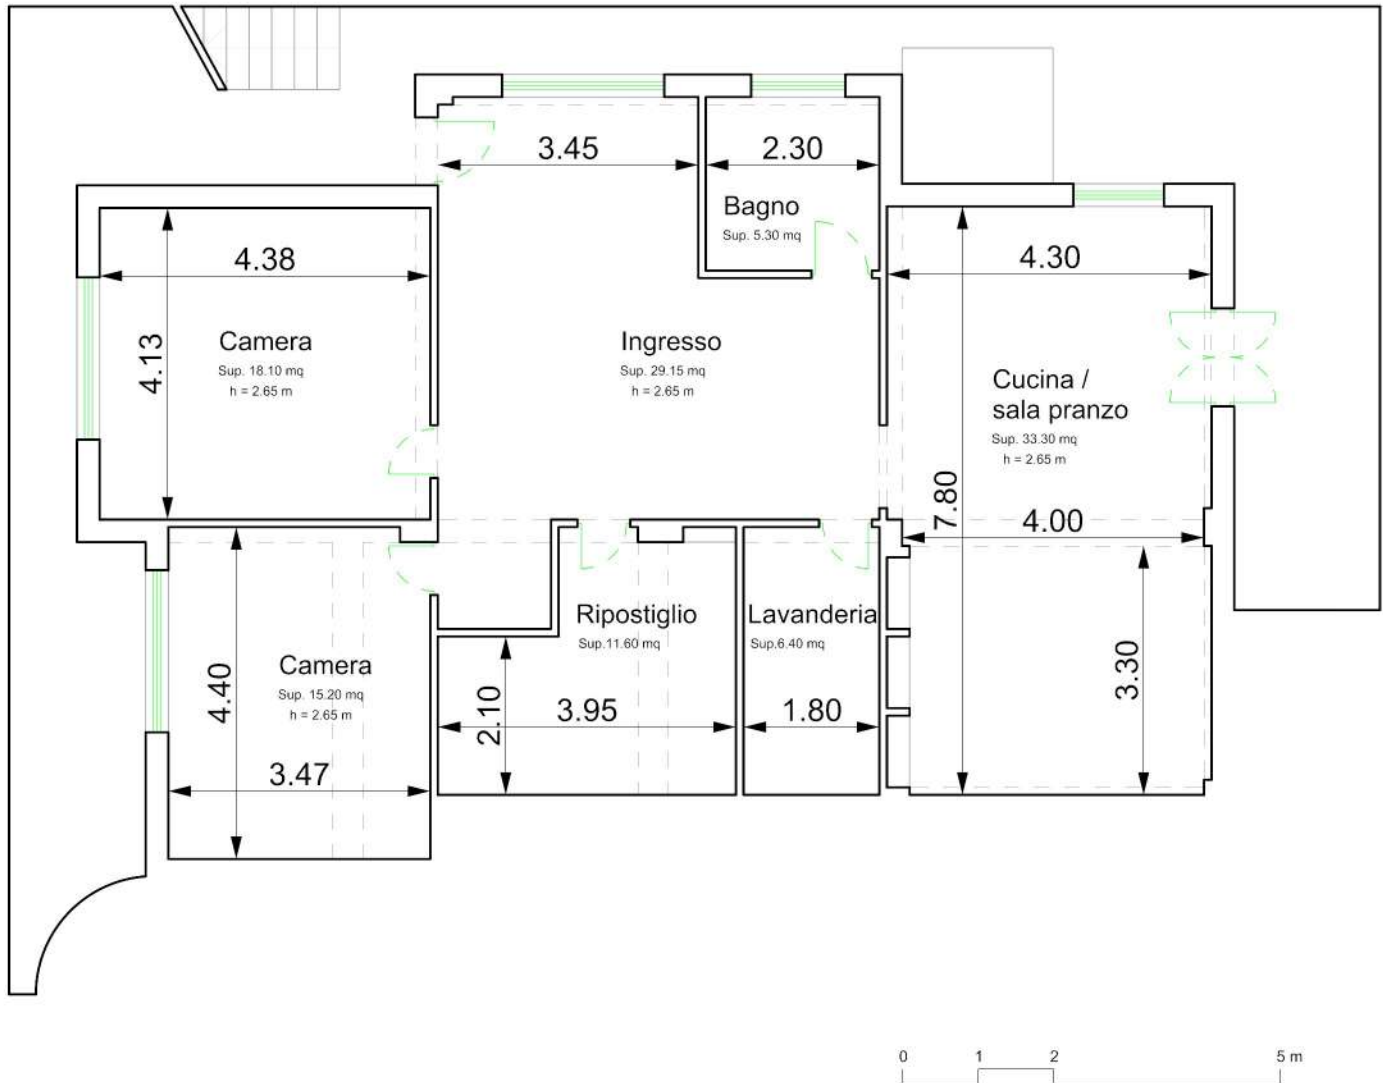 3.45
2.30
Bagno
Sup. 5.30 mq
4.38
4.13
Camera
Sup. 18.10 mq
h = 2.65 m
Ingresso
Sup. 29.15 mq
h = 2.65 m
4.30
Cucina /
sala pranzo
Sup. 33.30 mq
h = 2.65 m
7.80
4.00
3.30
Camera
Sup. 15.20 mq
h = 2.65 m
4.40
3.47
Ripostiglio
Sup.11.60 mq
2.10
3.95
Lavanderia
Sup.6.40 mq
1.80
0 1 2 5 m